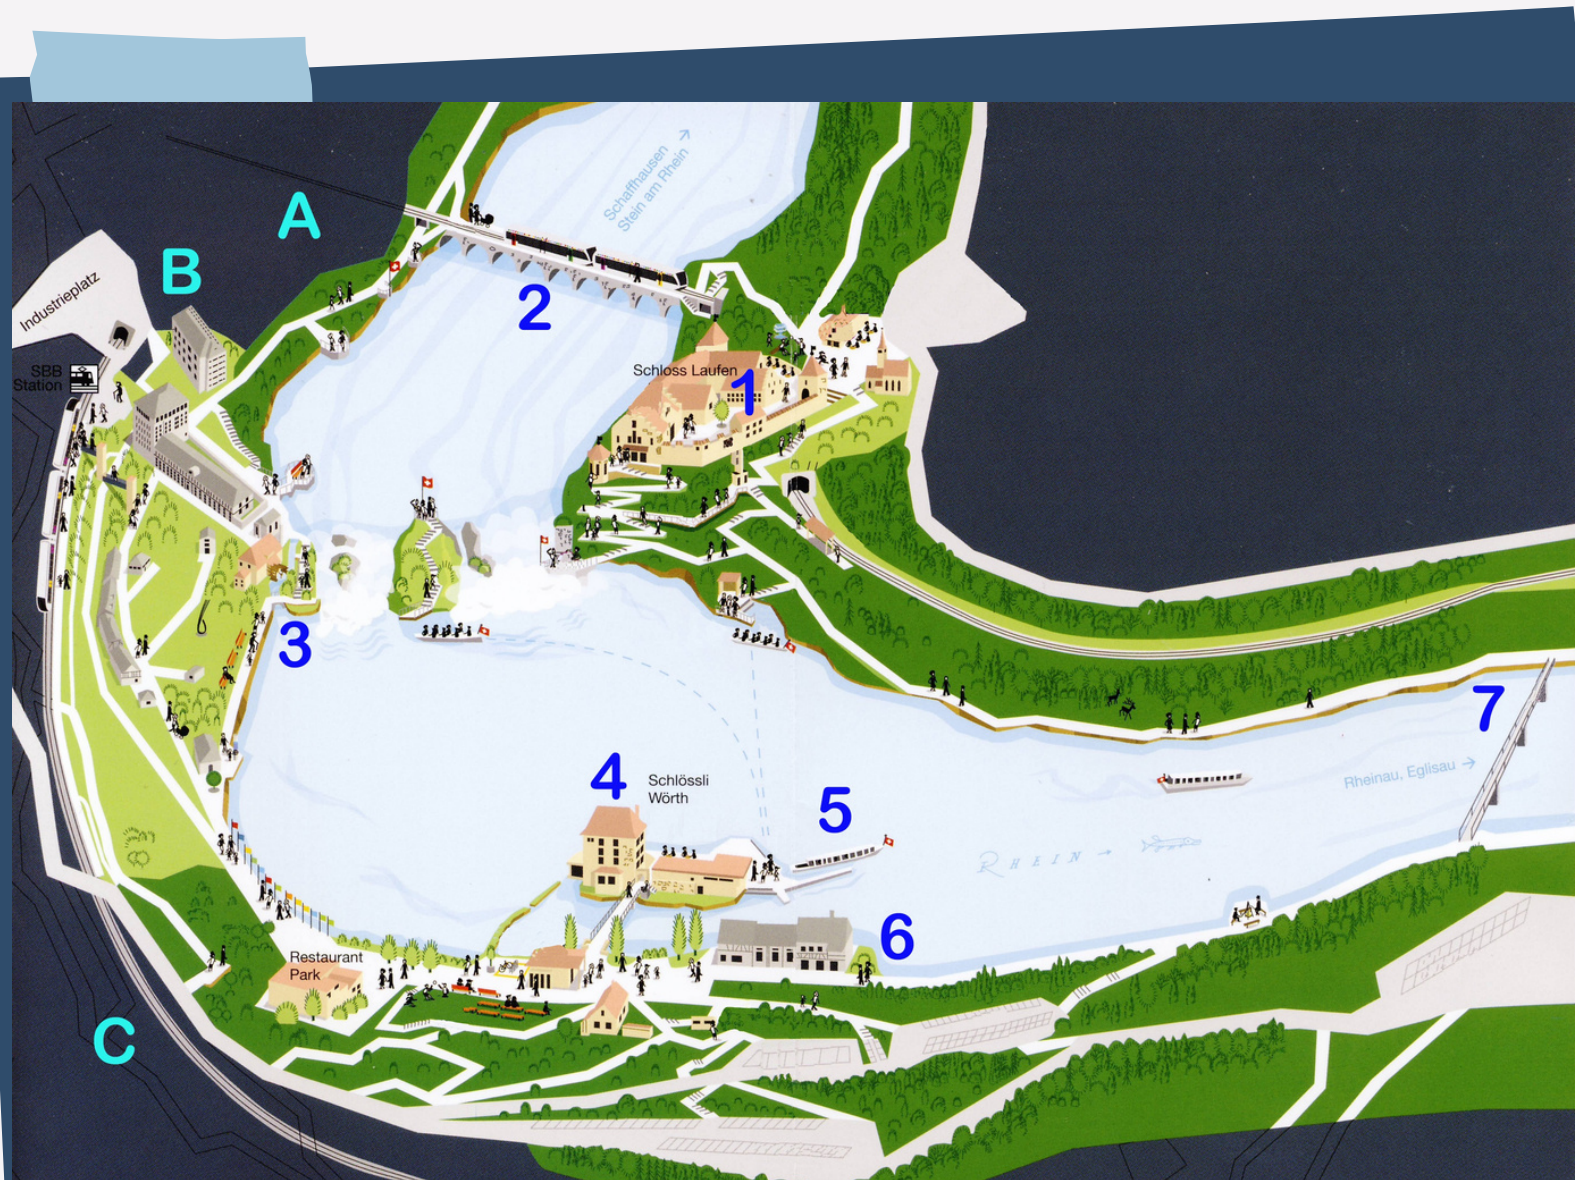 Schaffhausen
Stein am Rhein
A
B
Industrieplatz
2
SBB
Station
Schloss Laufen
1
3
7
4
Schlössli
Wörth
5
Rheinau, Eglisau
RHEIN
6
Restaurant
Park
C